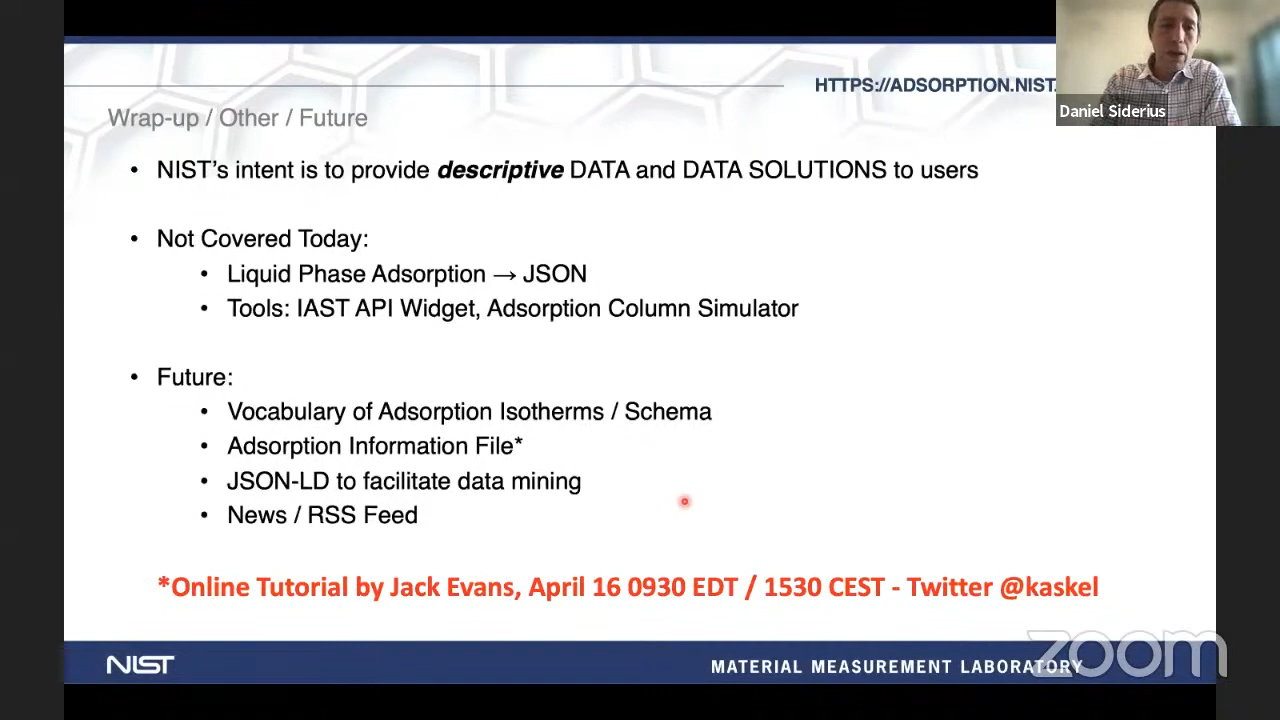 HTTPS://ADSORPTION.NIST.
Daniel Siderius
Wrap-up / Other / Future
• NIST's intent is to provide descriptive DATA and DATA SOLUTIONS to users
• Not Covered Today:
• Liquid Phase Adsorption → JSON
• Tools: IAST API Widget, Adsorption Column Simulator
• Future:
• Vocabulary of Adsorption Isotherms / Schema
• Adsorption Information File*
• JSON-LD to facilitate data mining
• News / RSS Feed
*Online Tutorial by Jack Evans, April 16 0930 EDT / 1530 CEST - Twitter @kaskel
NIST
MATERIAL MEASUREMENT LABORATORY
zoom